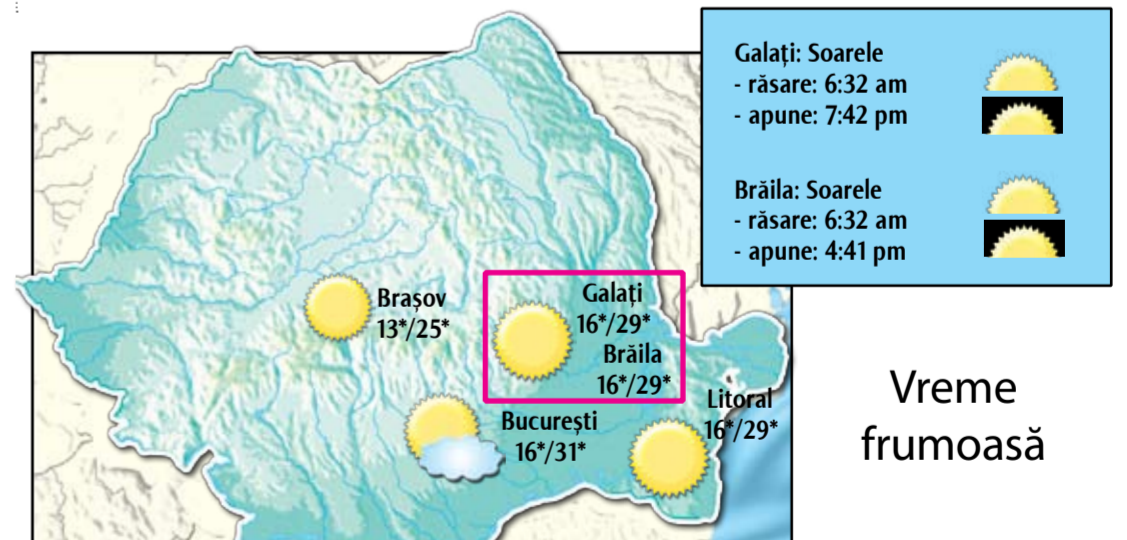 Galați: Soarele
- răsare: 6:32 am
- apune: 7:42 pm
Brăila: Soarele
- răsare: 6:32 am
- apune: 4:41 pm
Brașov
13*/25*
Galați
16*/29*
Brăila
16*/29*
București
16*/31*
Litoral
16*/29*
Vreme
frumoasă